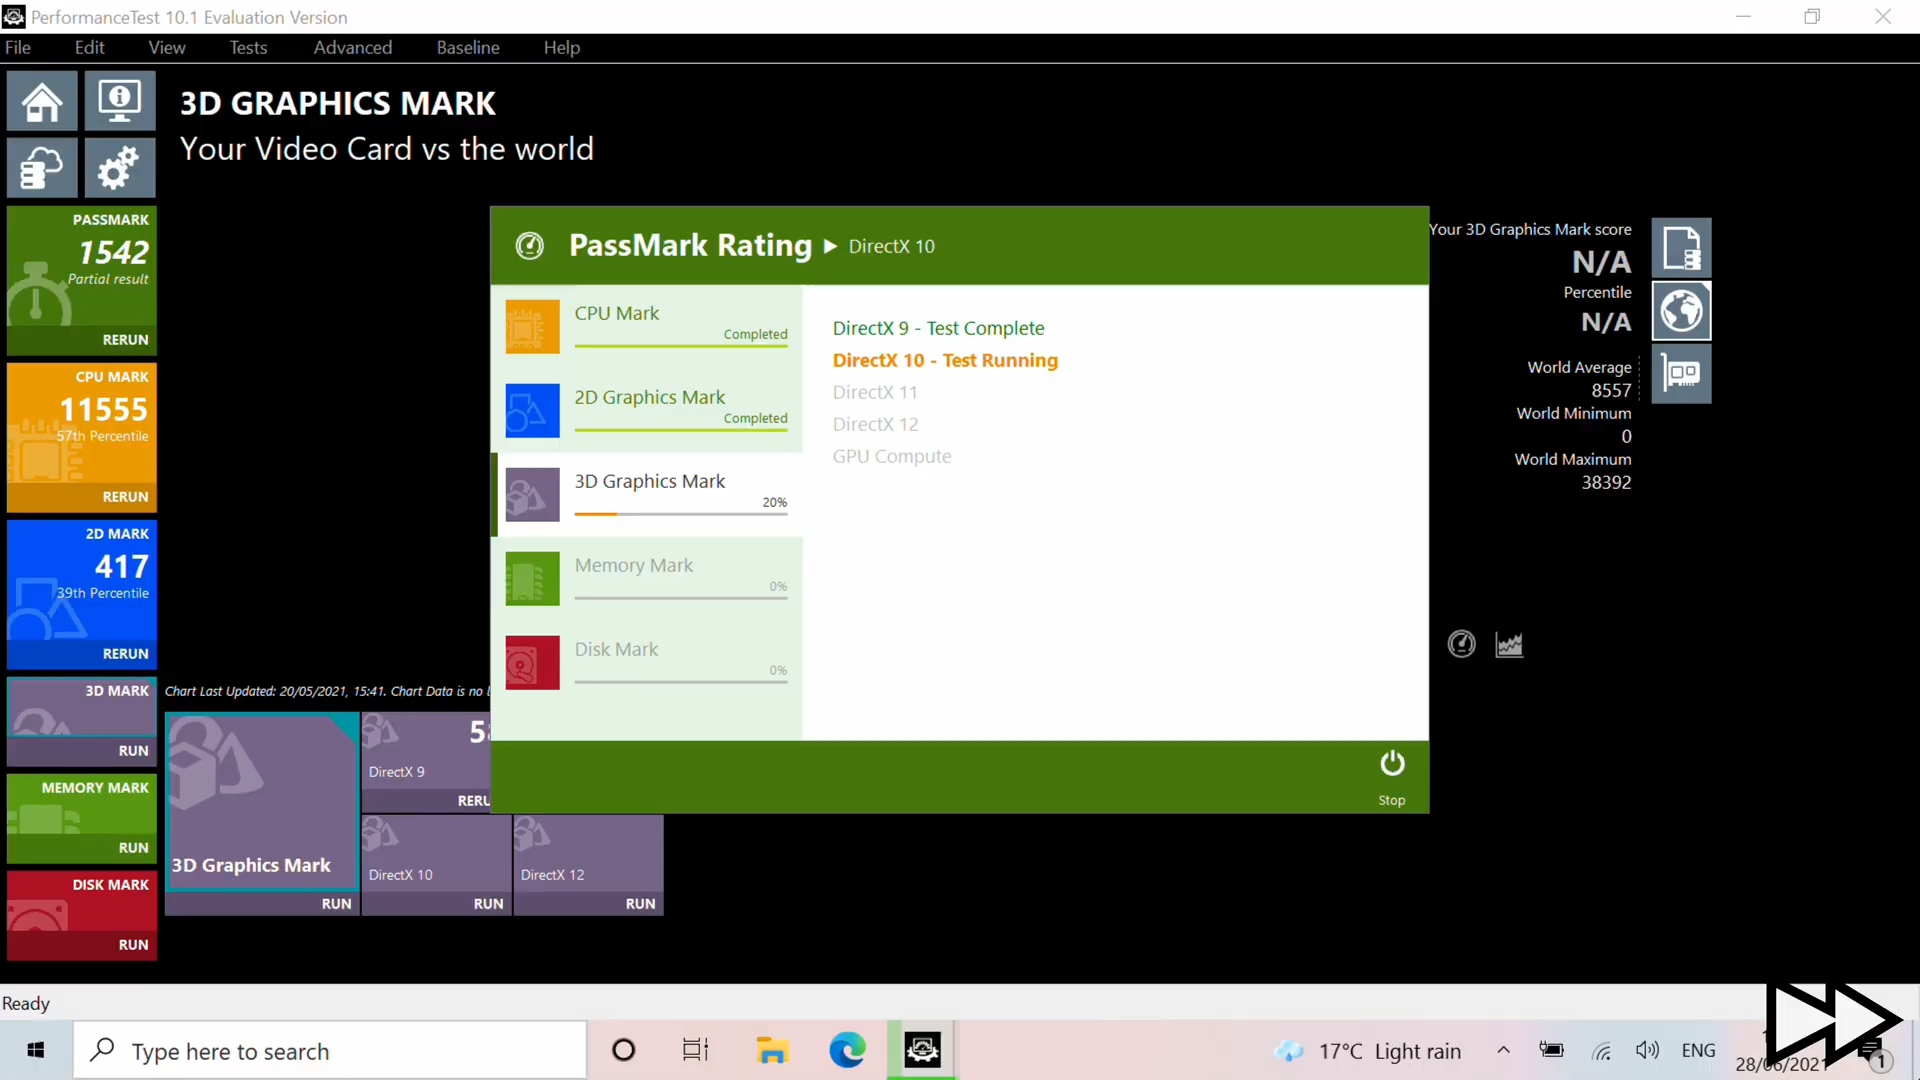 PerformanceTest 10.1 Evaluation Version
File Edit View Tests Advanced Baseline Help
3D GRAPHICS MARK
Your Video Card vs the world
PASSMARK
1542
Partial result
RERUN
CPU MARK
11555
57th Percentile
RERUN
2D MARK
417
39th Percentile
RERUN
3D MARK
RUN
MEMORY MARK
RUN
DISK MARK
RUN
PassMark Rating ▶ DirectX 10
CPU Mark
Completed
2D Graphics Mark
Completed
3D Graphics Mark
20%
Memory Mark
0%
Disk Mark
0%
DirectX 9 - Test Complete
DirectX 10 - Test Running
DirectX 11
DirectX 12
GPU Compute
Stop
Your 3D Graphics Mark score
N/A
Percentile
N/A
World Average
8557
World Minimum
0
World Maximum
38392
Chart Last Updated: 20/05/2021, 15:41. Chart Data is no
3D Graphics Mark
RUN
DirectX 9
DirectX 10
RUN
DirectX 12
RUN
Ready
Type here to search
17°C Light rain
ENG
28/06/2021
1